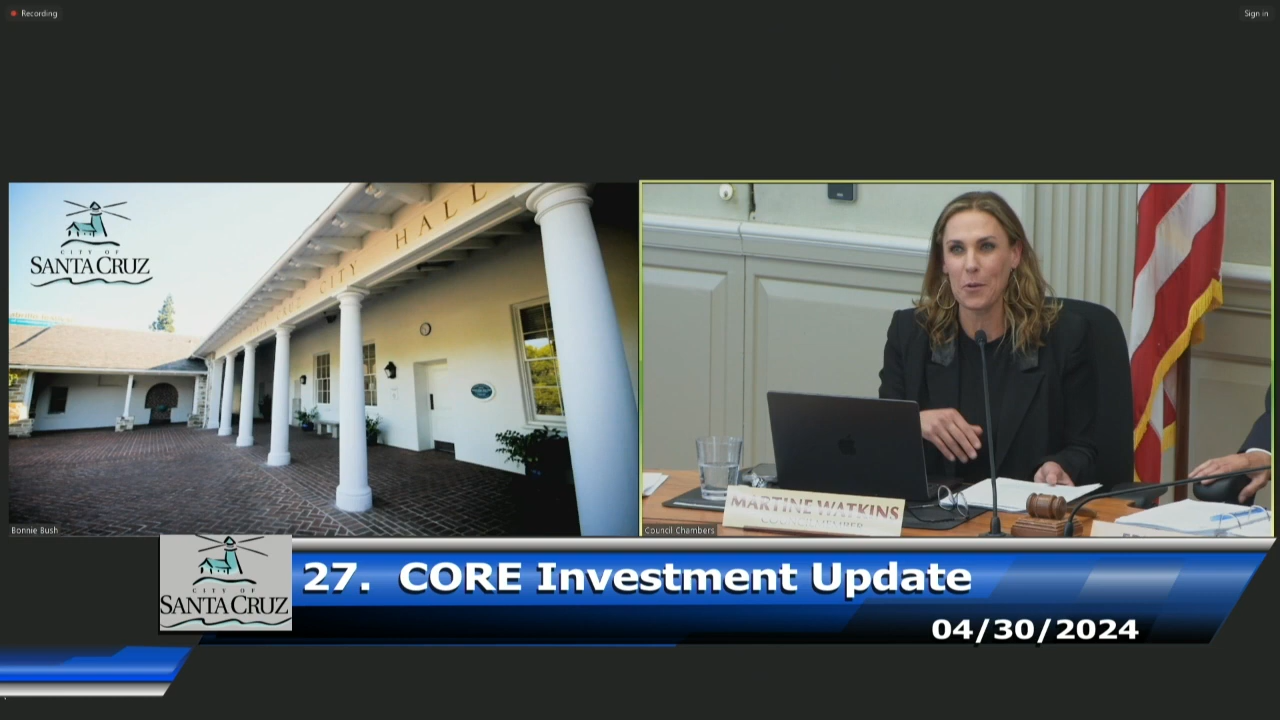 Recording
Sign in
CITY OF
SANTA CRUZ
CITY HALL
Bonnie Bush
MARTINE WATKINS
COUNCILMEMBER
Council Chambers
CITY OF
SANTA CRUZ
27. CORE Investment Update
04/30/2024